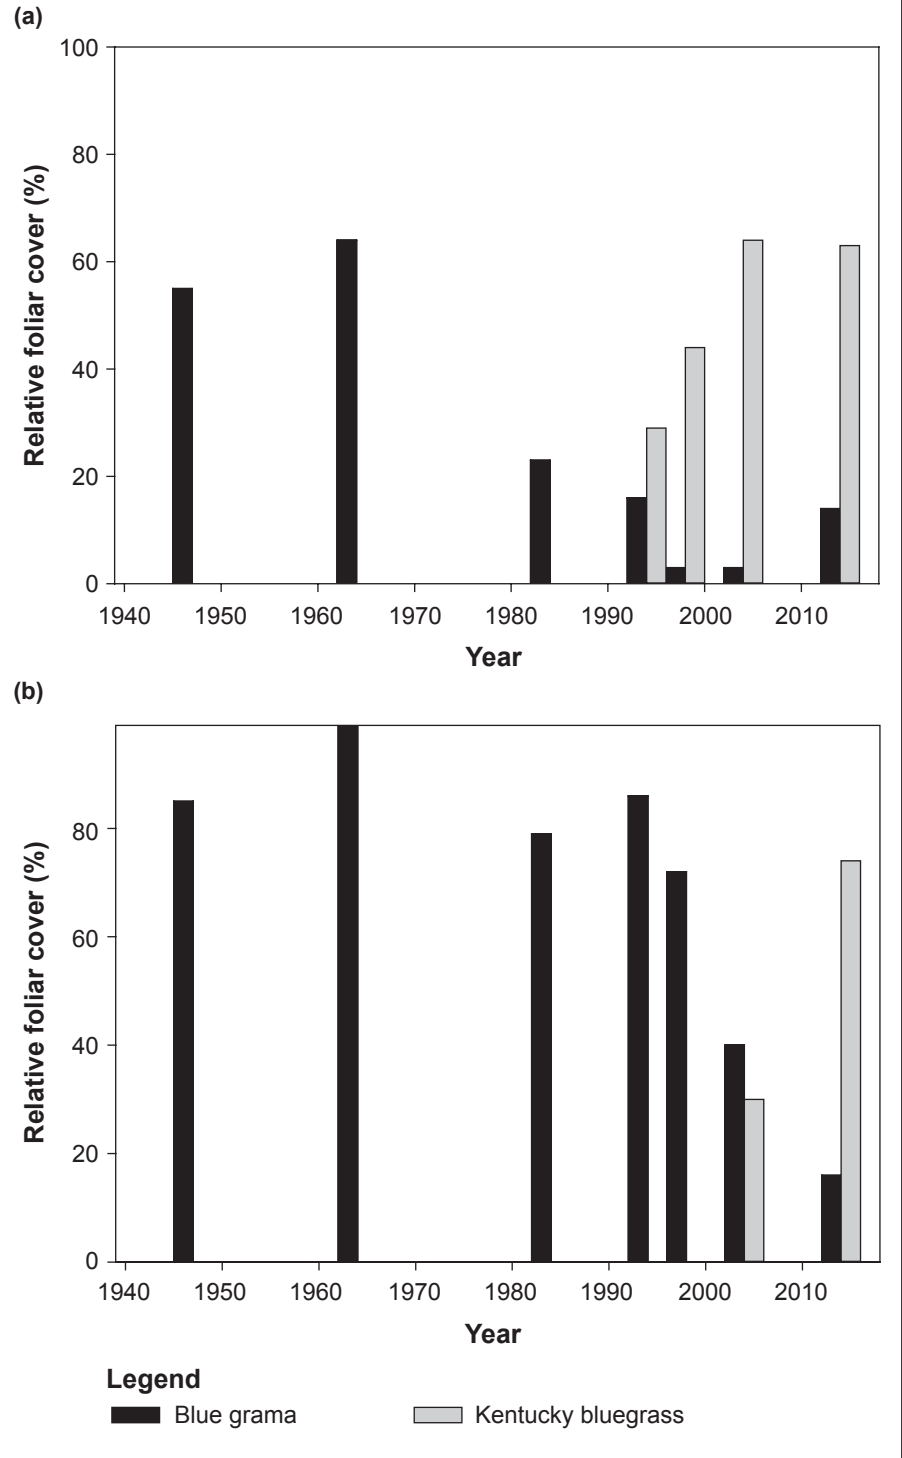 (a)
Relative foliar cover (%)
100
80
60
40
20
0
1940 1950 1960 1970 1980 1990 2000 2010
Year
(b)
Relative foliar cover (%)
80
60
40
20
0
1940 1950 1960 1970 1980 1990 2000 2010
Year
Legend
Blue grama Kentucky bluegrass